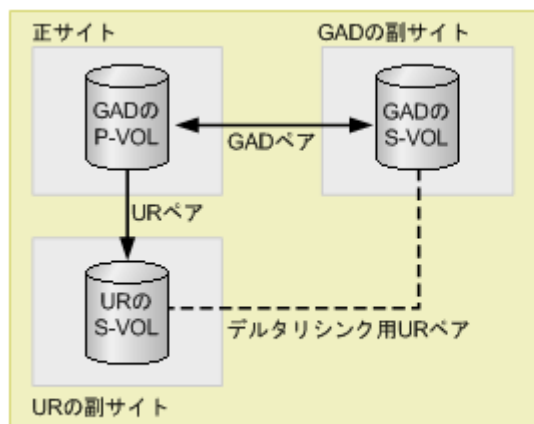 正サイト
GADの副サイト
GADの
P-VOL
GADの
S-VOL
GADペア
URペア
URの
S-VOL
デルタリシンク用URペア
URの副サイト